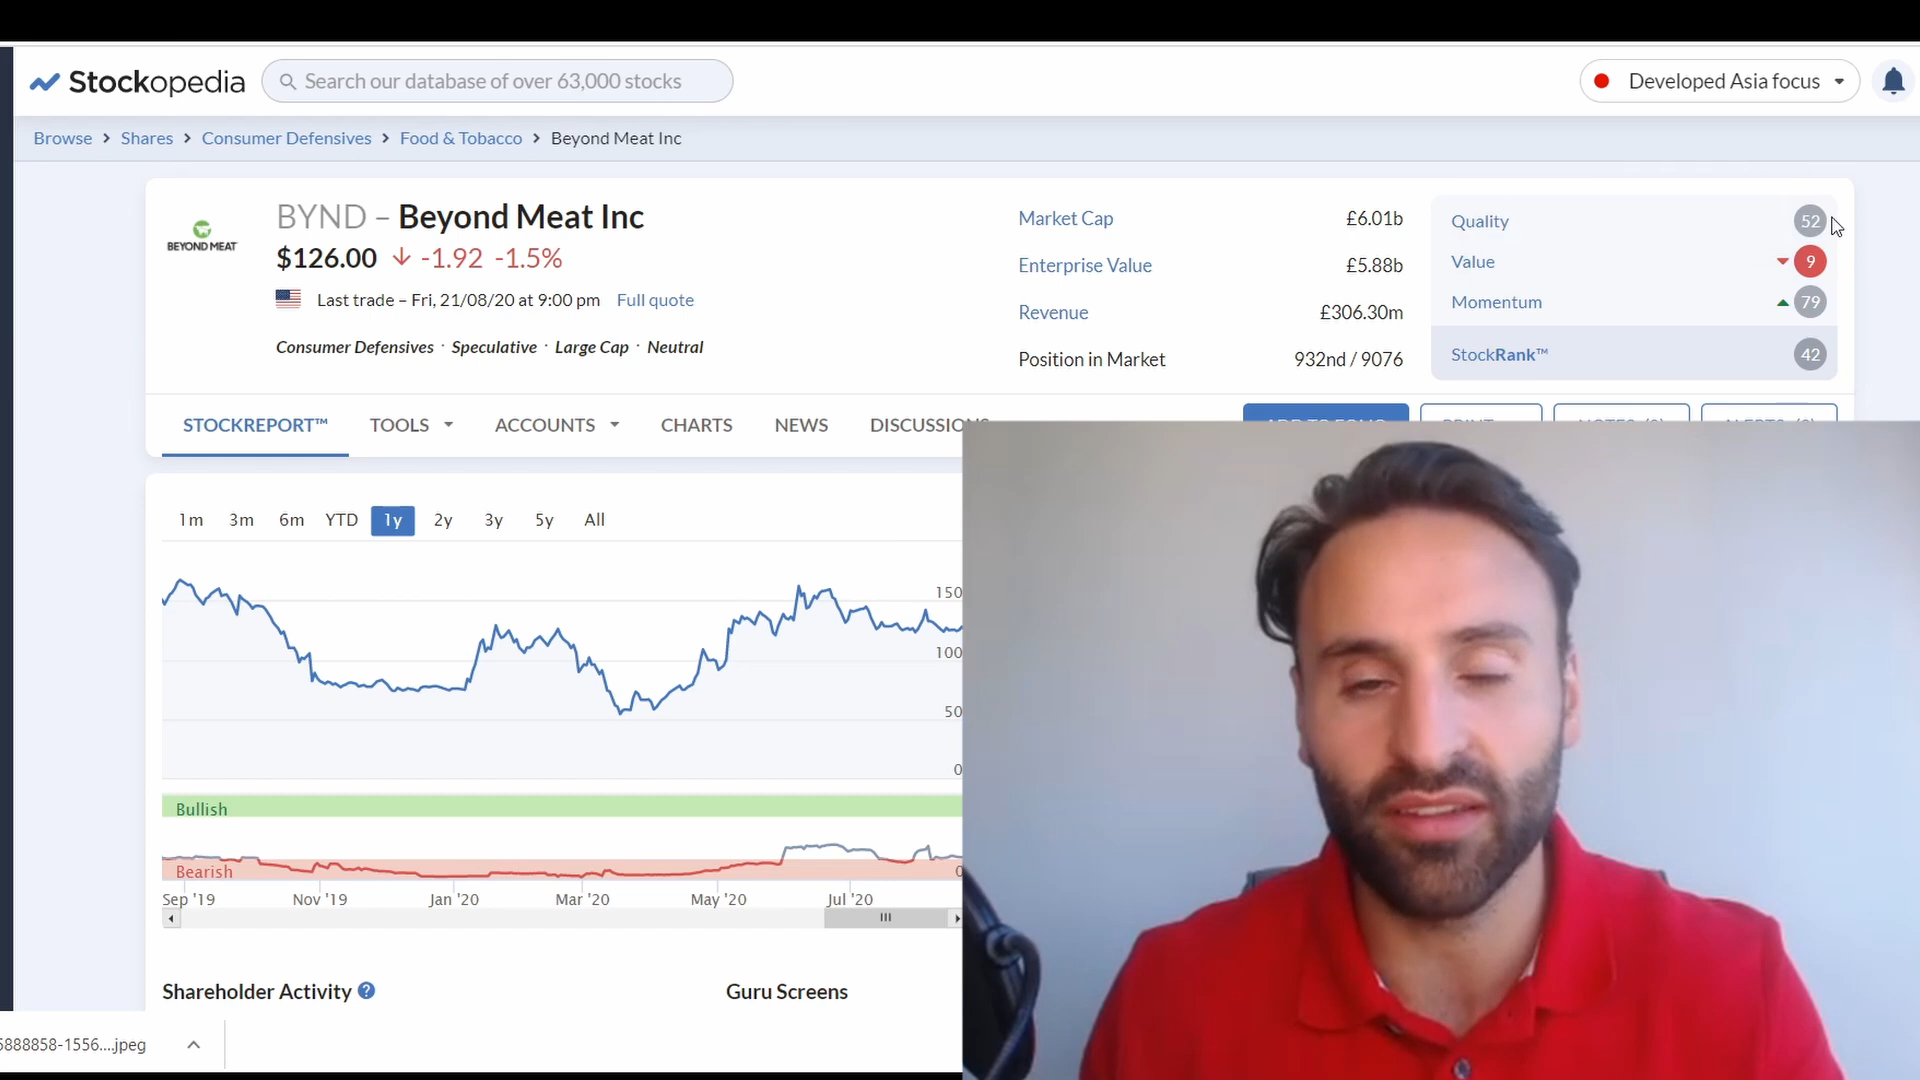 Stockopedia
Search our database of over 63,000 stocks
Developed Asia focus
Browse > Shares > Consumer Defensives > Food & Tobacco > Beyond Meat Inc
BEYOND MEAT
BYND – Beyond Meat Inc
$126.00 ↓ -1.92 -1.5%
Last trade – Fri, 21/08/20 at 9:00 pm Full quote
Consumer Defensives · Speculative · Large Cap · Neutral
Market Cap £6.01b
Enterprise Value £5.88b
Revenue £306.30m
Position in Market 932nd / 9076
Quality 52
Value 9
Momentum 79
StockRank™ 42
STOCKREPORT™ TOOLS ACCOUNTS CHARTS NEWS DISCUSSIONS
1m 3m 6m YTD 1y 2y 3y 5y All
150
100
50
0
Bullish
Bearish
0
Sep '19 Nov '19 Jan '20 Mar '20 May '20 Jul '20
Shareholder Activity ?
Guru Screens
5888858-1556....jpeg